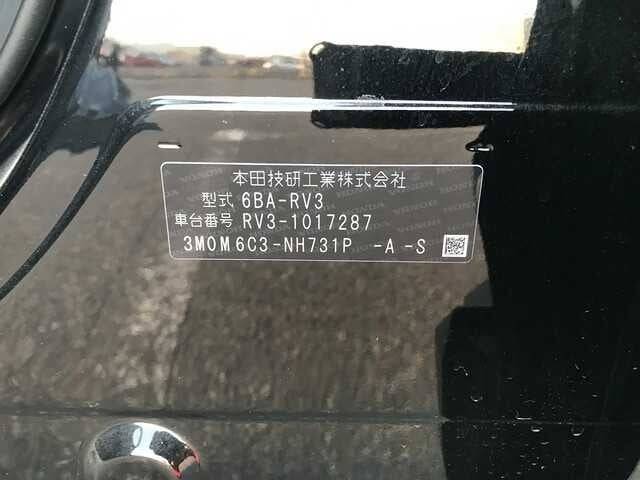 本田技研工業株式会社
型式 6BA-RV3
車台番号 RV3-1017287
3M0M6C3-NH731P -A -S